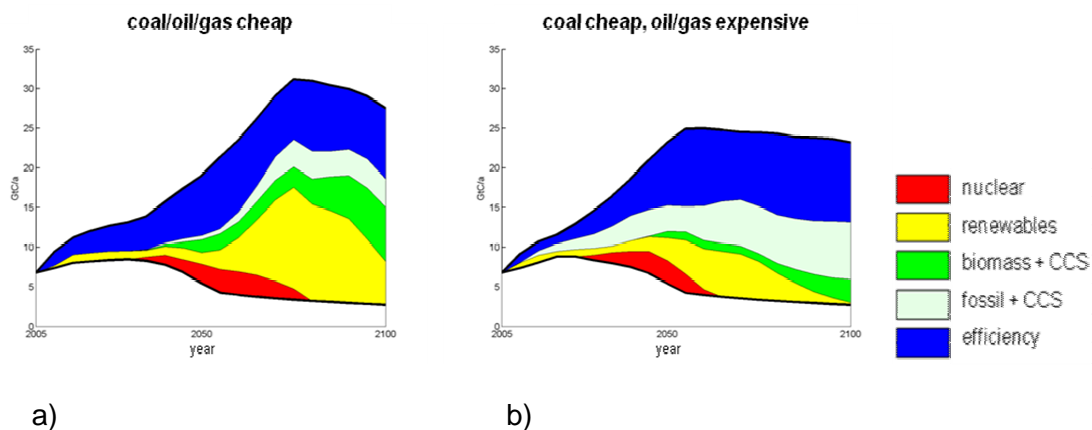 coal/oil/gas cheap
35
30
25
20
15
10
5
0
GtC/a
2005
2050
2100
year
a)
coal cheap, oil/gas expensive
35
30
25
20
15
10
5
0
GtC/a
2005
2050
2100
year
b)
nuclear
renewables
biomass + CCS
fossil + CCS
efficiency